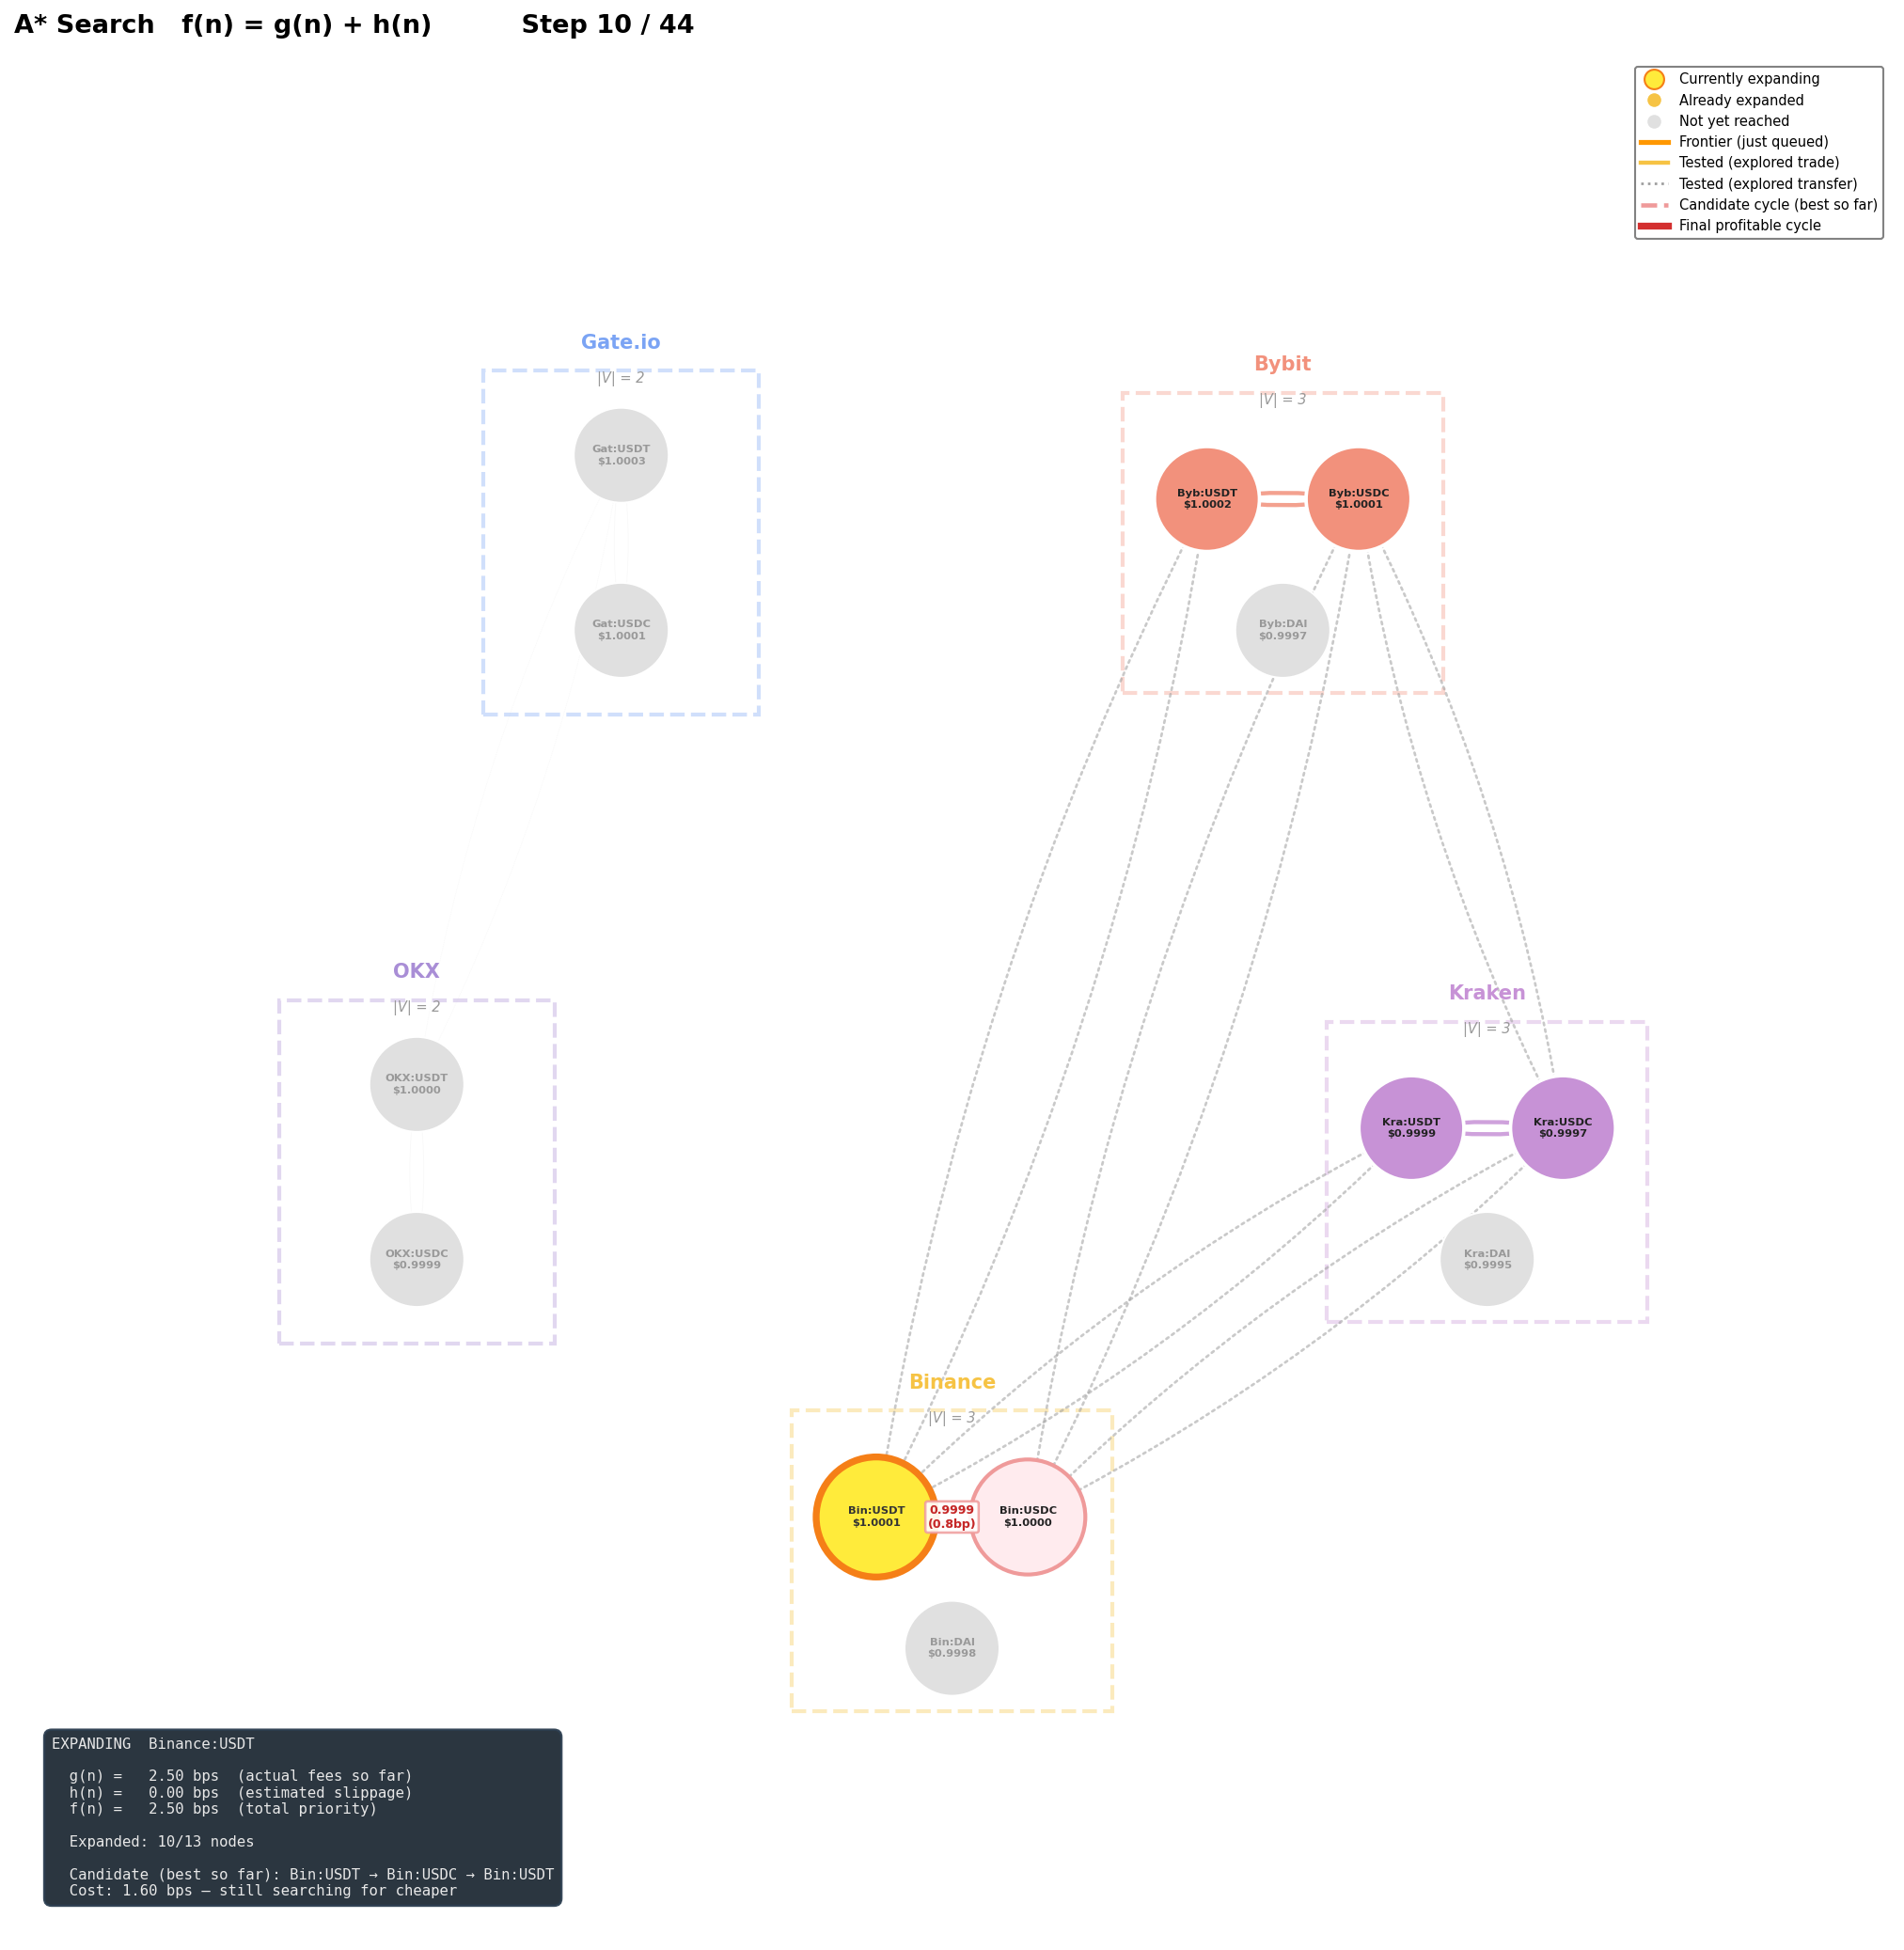 A* Search   f(n) = g(n) + h(n)          Step 10 / 44
Currently expanding
Already expanded
Not yet reached
Frontier (just queued)
Tested (explored trade)
Tested (explored transfer)
Candidate cycle (best so far)
Final profitable cycle
Gate.io
|V| = 2
Gat:USDT
$1.0003
Gat:USDC
$1.0001
Bybit
|V| = 3
Byb:USDT
$1.0002
Byb:USDC
$1.0001
Byb:DAI
$0.9997
OKX
|V| = 2
OKX:USDT
$1.0000
OKX:USDC
$0.9999
Kraken
|V| = 3
Kra:USDT
$0.9999
Kra:USDC
$0.9997
Kra:DAI
$0.9995
Binance
|V| = 3
Bin:USDT
$1.0001
0.9999
(0.8bp)
Bin:USDC
$1.0000
Bin:DAI
$0.9998
EXPANDING  Binance:USDT
g(n) =   2.50 bps  (actual fees so far)
h(n) =   0.00 bps  (estimated slippage)
f(n) =   2.50 bps  (total priority)
Expanded: 10/13 nodes
Candidate (best so far): Bin:USDT → Bin:USDC → Bin:USDT
Cost: 1.60 bps — still searching for cheaper